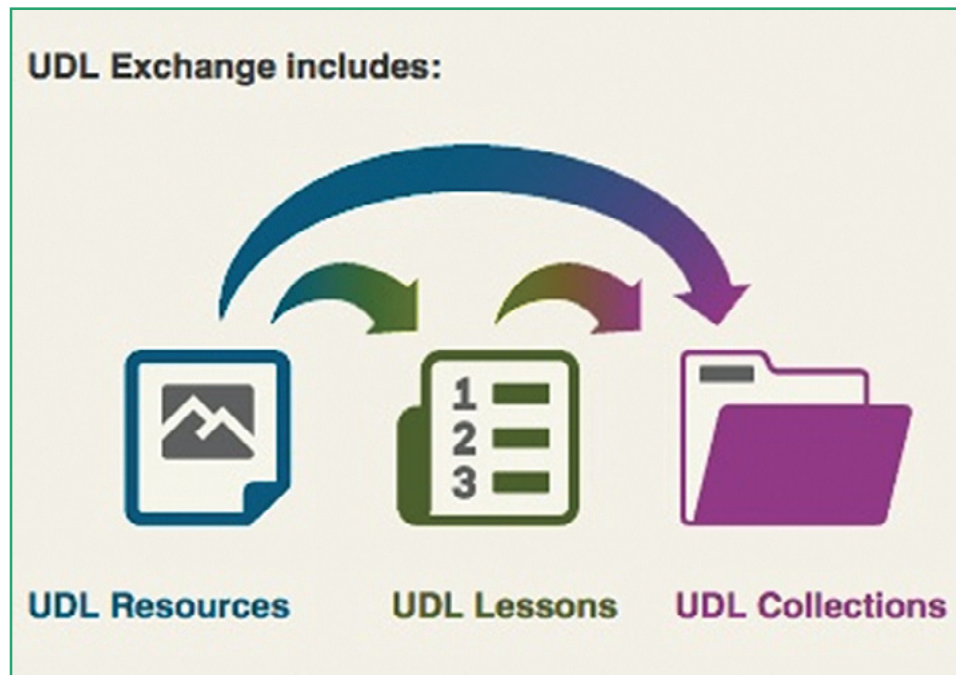 UDL Exchange includes:
1
2
3
UDL Resources
UDL Lessons
UDL Collections